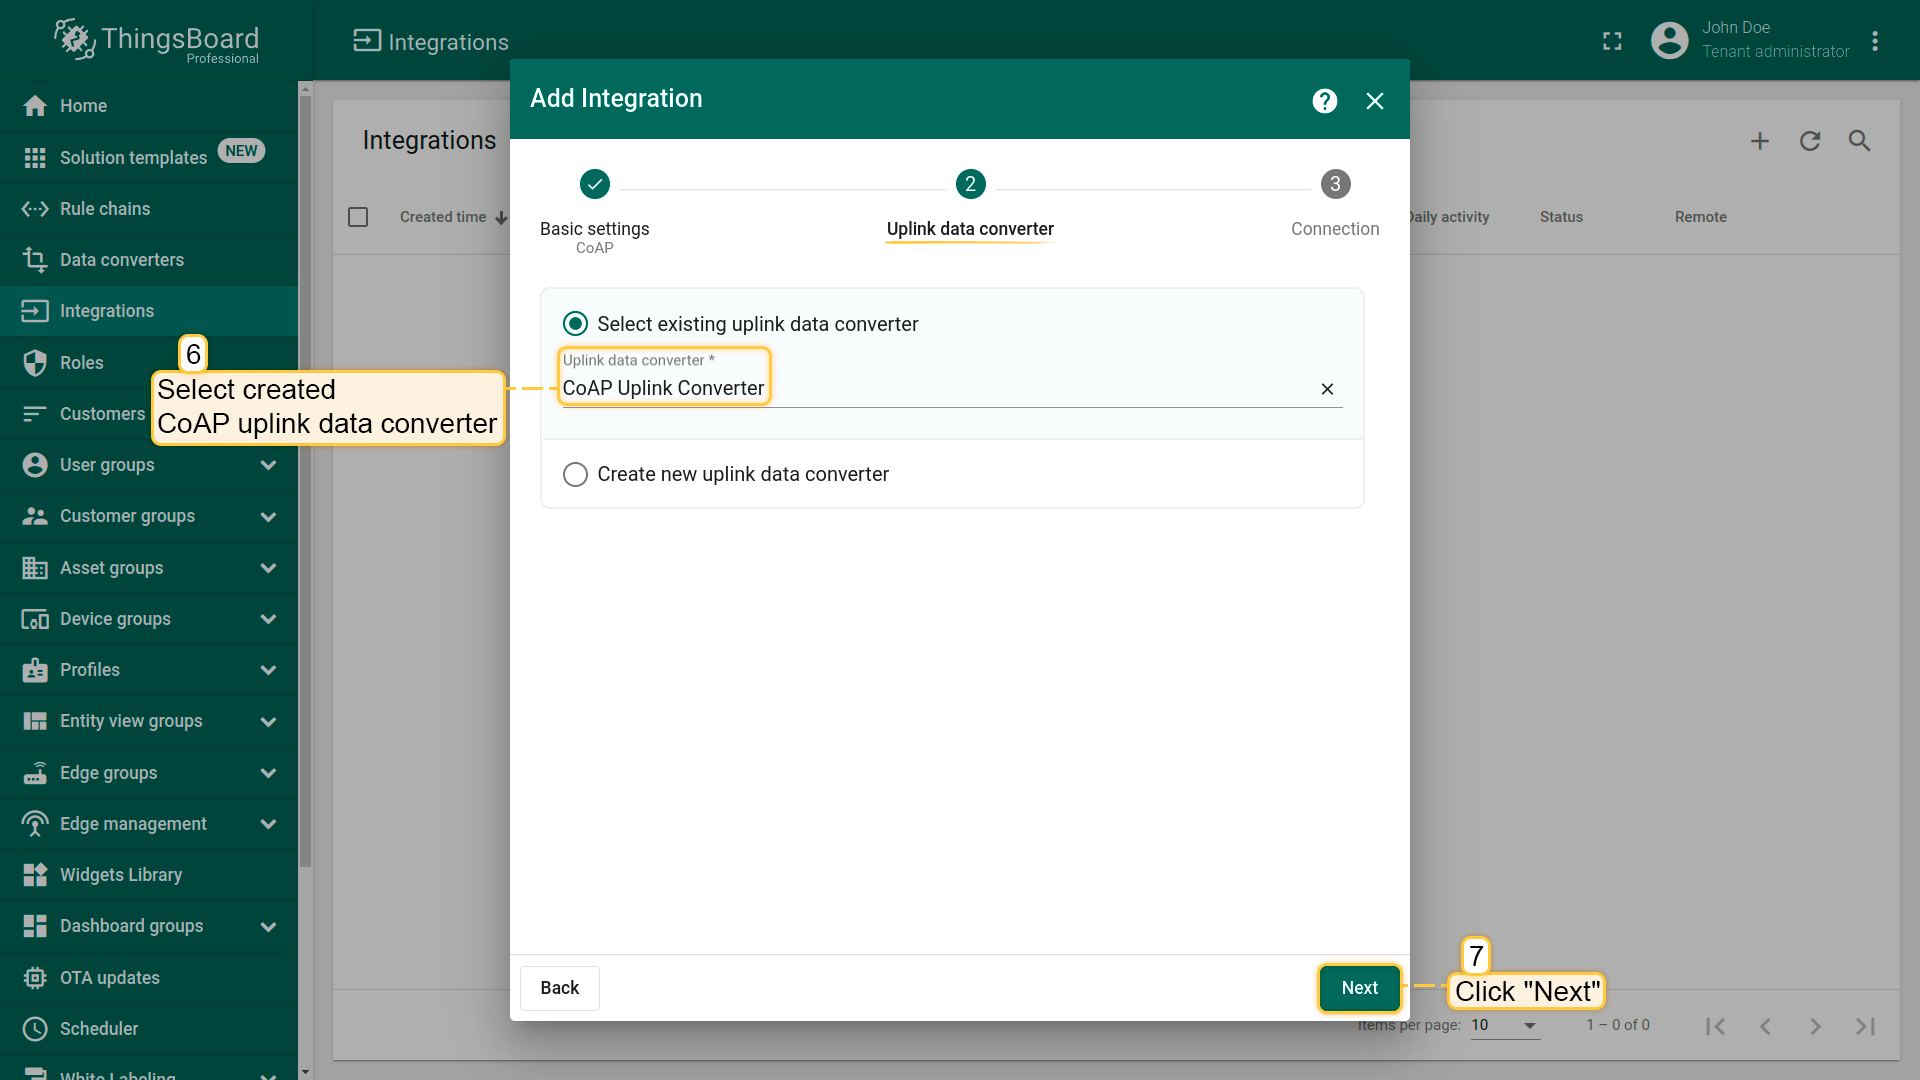 ThingsBoard
Professional
Integrations
John Doe
Tenant administrator
Home
Solution templates NEW
Rule chains
Data converters
Integrations
Roles
Customers
User groups
Customer groups
Asset groups
Device groups
Profiles
Entity view groups
Edge groups
Edge management
Widgets Library
Dashboard groups
OTA updates
Scheduler
White Labeling
Integrations
Created time
Daily activity
Status
Remote
Add Integration
2
3
Basic settings
CoAP
Uplink data converter
Connection
Select existing uplink data converter
Uplink data converter *
CoAP Uplink Converter
Create new uplink data converter
6
Select created
CoAP uplink data converter
Back
Next
7
Click "Next"
Items per page: 10
1 – 0 of 0